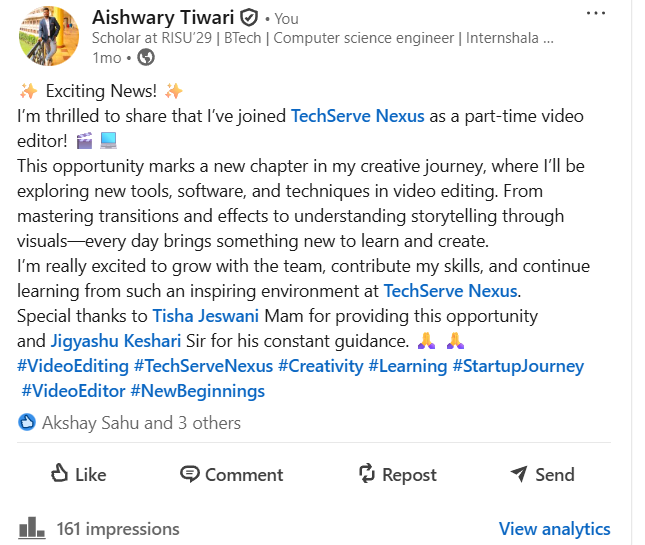 Aishwary Tiwari • You
Scholar at RISU'29 | BTech | Computer science engineer | Internshala ...
1mo •
✨ Exciting News! ✨
I'm thrilled to share that I've joined TechServe Nexus as a part-time video
editor! 🎬 💻
This opportunity marks a new chapter in my creative journey, where I'll be
exploring new tools, software, and techniques in video editing. From
mastering transitions and effects to understanding storytelling through
visuals—every day brings something new to learn and create.
I'm really excited to grow with the team, contribute my skills, and continue
learning from such an inspiring environment at TechServe Nexus.
Special thanks to Tisha Jeswani Mam for providing this opportunity
and Jigyashu Keshari Sir for his constant guidance. 🙏 🙏
#VideoEditing #TechServeNexus #Creativity #Learning #StartupJourney
#VideoEditor #NewBeginnings
Akshay Sahu and 3 others
Like Comment Repost Send
161 impressions View analytics